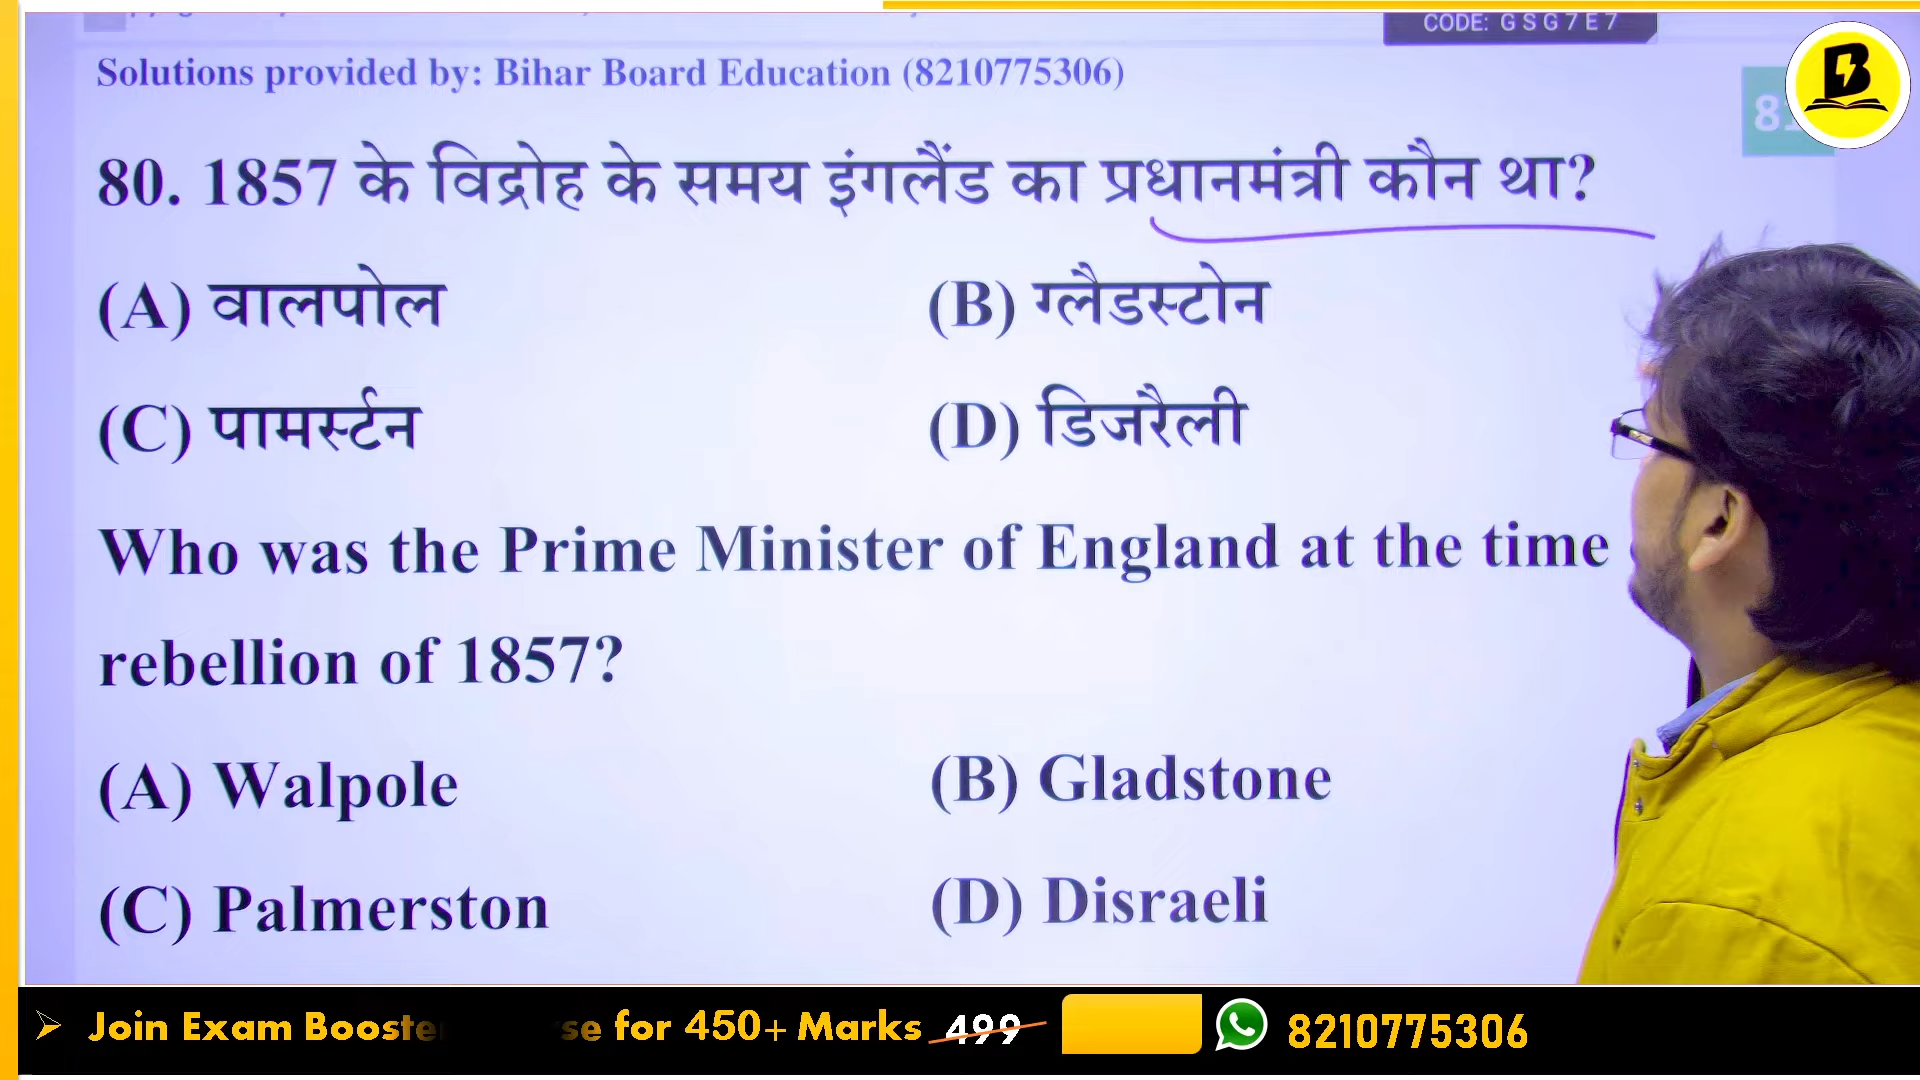 CODE: GSG7E7
Solutions provided by: Bihar Board Education (8210775306)
80. 1857 के विद्रोह के समय इंगलैंड का प्रधानमंत्री कौन था?
(A) वालपोल (B) ग्लैडस्टोन
(C) पामर्स्टन (D) डिजरैली
Who was the Prime Minister of England at the time
rebellion of 1857?
(A) Walpole (B) Gladstone
(C) Palmerston (D) Disraeli
Join Exam for 450+ Marks 499 8210775306